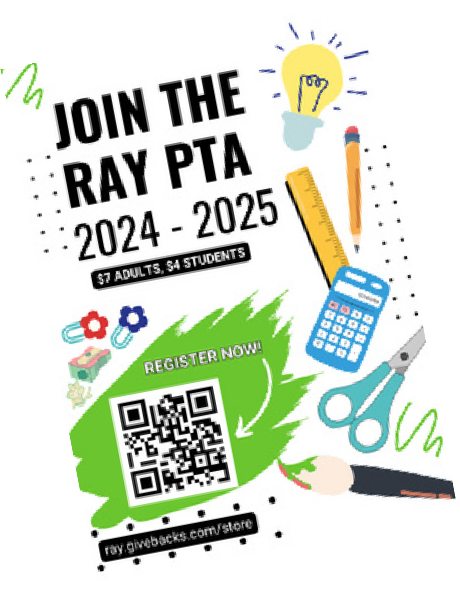 JOIN THE
RAY PTA
2024 - 2025
$7 ADULTS, $4 STUDENTS
REGISTER NOW!
ray.givebacks.com/store